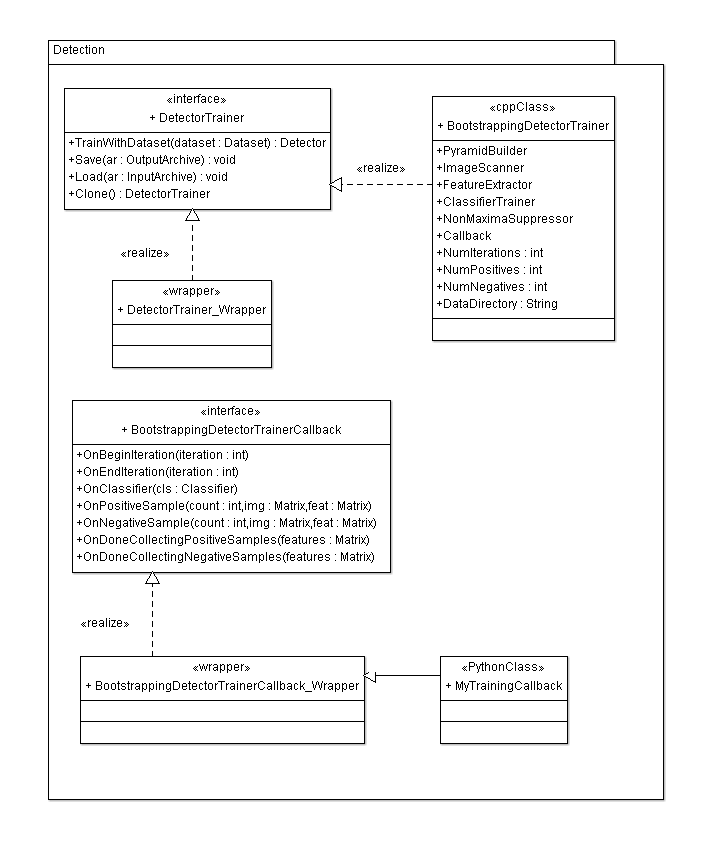 Detection
«interface»
+ DetectorTrainer
+TrainWithDataset(dataset : Dataset) : Detector
+Save(ar : OutputArchive) : void
+Load(ar : InputArchive) : void
+Clone() : DetectorTrainer
«cppClass»
+ BootstrappingDetectorTrainer
+PyramidBuilder
+ImageScanner
+FeatureExtractor
+ClassifierTrainer
+NonMaximaSuppressor
+Callback
+NumIterations : int
+NumPositives : int
+NumNegatives : int
+DataDirectory : String
«realize»
«realize»
«wrapper»
+ DetectorTrainer_Wrapper
«interface»
+ BootstrappingDetectorTrainerCallback
+OnBeginIteration(iteration : int)
+OnEndIteration(iteration : int)
+OnClassifier(cls : Classifier)
+OnPositiveSample(count : int,img : Matrix,feat : Matrix)
+OnNegativeSample(count : int,img : Matrix,feat : Matrix)
+OnDoneCollectingPositiveSamples(features : Matrix)
+OnDoneCollectingNegativeSamples(features : Matrix)
«realize»
«wrapper»
+ BootstrappingDetectorTrainerCallback_Wrapper
«PythonClass»
+ MyTrainingCallback